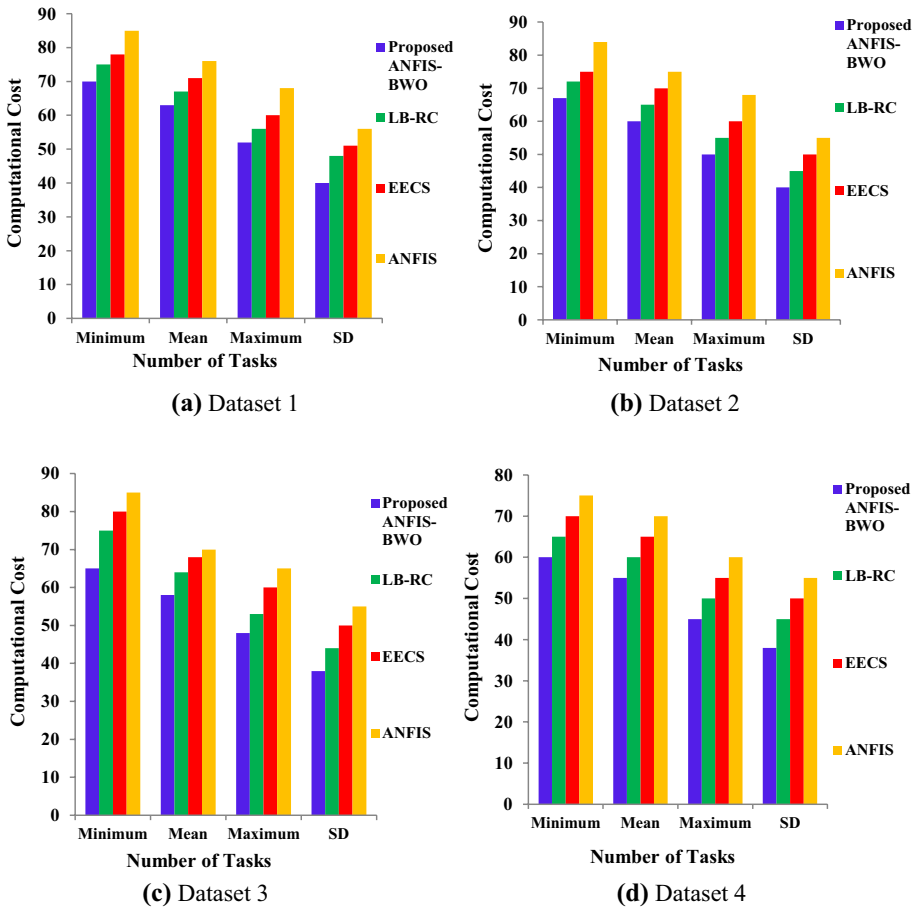 90
80
70
60
50
40
30
20
10
0
Computational Cost
Minimum Mean Maximum SD
Number of Tasks
Proposed
ANFIS-
BWO
LB-RC
EECS
ANFIS
(a) Dataset 1
90
80
70
60
50
40
30
20
10
0
Computational Cost
Minimum Mean Maximum SD
Number of Tasks
Proposed
ANFIS-
BWO
LB-RC
EECS
ANFIS
(b) Dataset 2
90
80
70
60
50
40
30
20
10
0
Computational Cost
Minimum Mean Maximum SD
Number of Tasks
Proposed
ANFIS-
BWO
LB-RC
EECS
ANFIS
(c) Dataset 3
80
70
60
50
40
30
20
10
0
Computational Cost
Minimum Mean Maximum SD
Number of Tasks
Proposed
ANFIS-
BWO
LB-RC
EECS
ANFIS
(d) Dataset 4